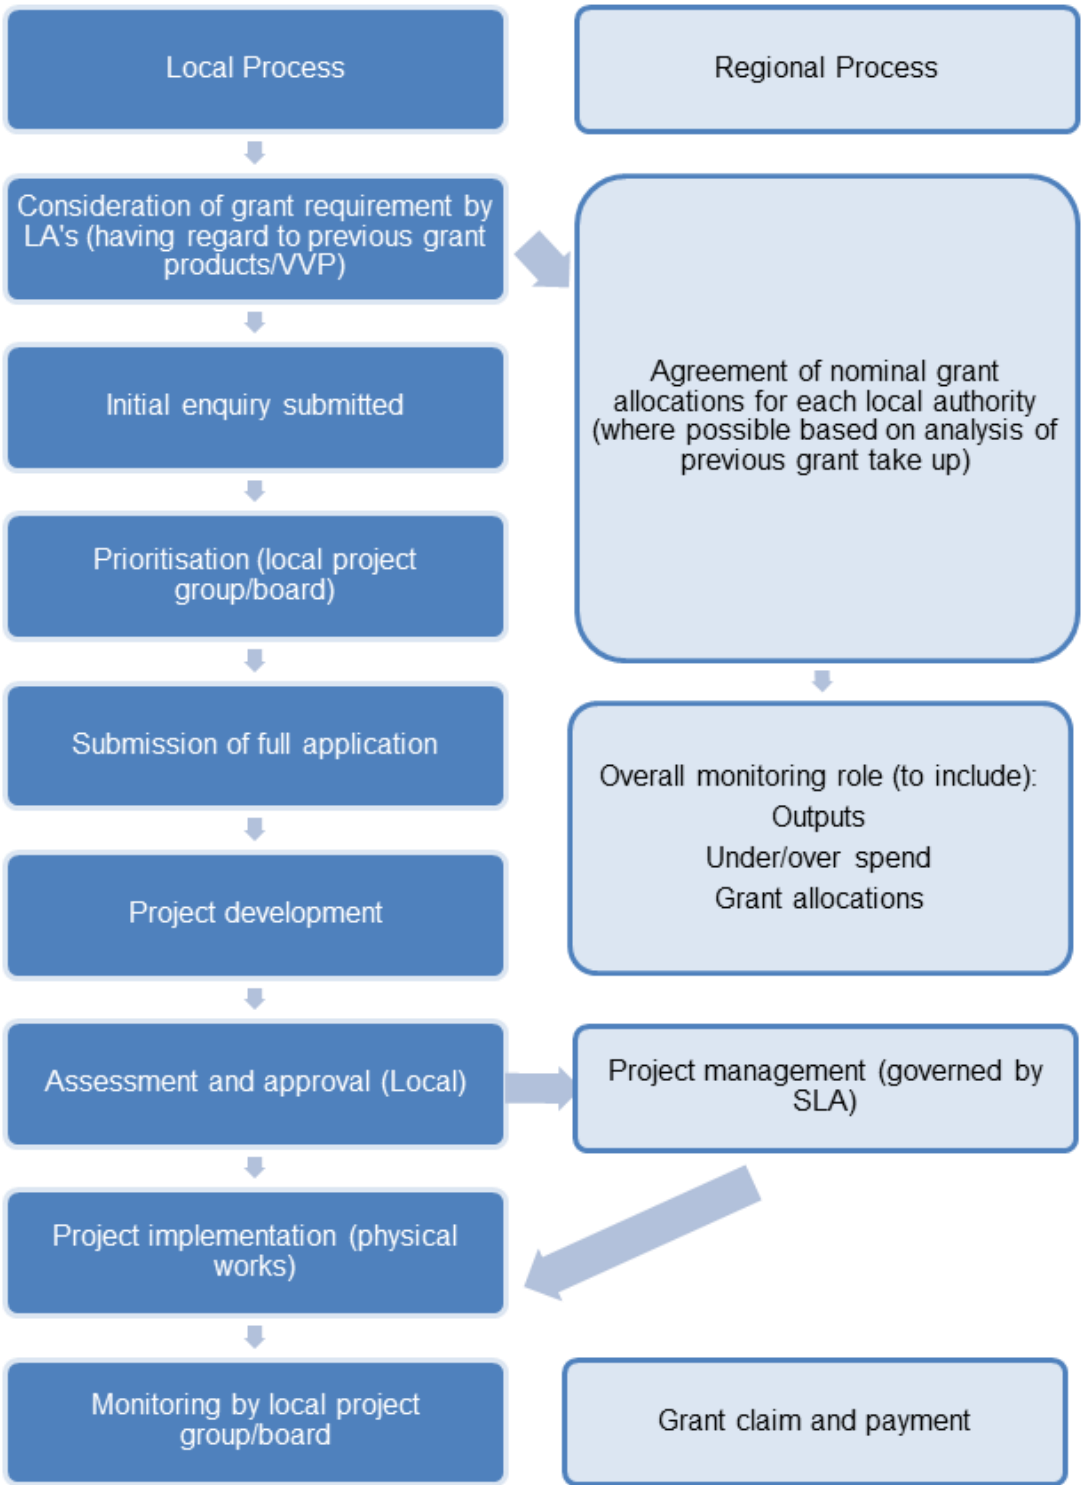 Local Process
Regional Process
Consideration of grant requirement by
LA's (having regard to previous grant
products/VVP)
Initial enquiry submitted
Agreement of nominal grant
allocations for each local authority
(where possible based on analysis of
previous grant take up)
Prioritisation (local project
group/board)
Submission of full application
Overall monitoring role (to include):
Outputs
Under/over spend
Grant allocations
Project development
Assessment and approval (Local)
Project management (governed by
SLA)
Project implementation (physical
works)
Monitoring by local project
group/board
Grant claim and payment